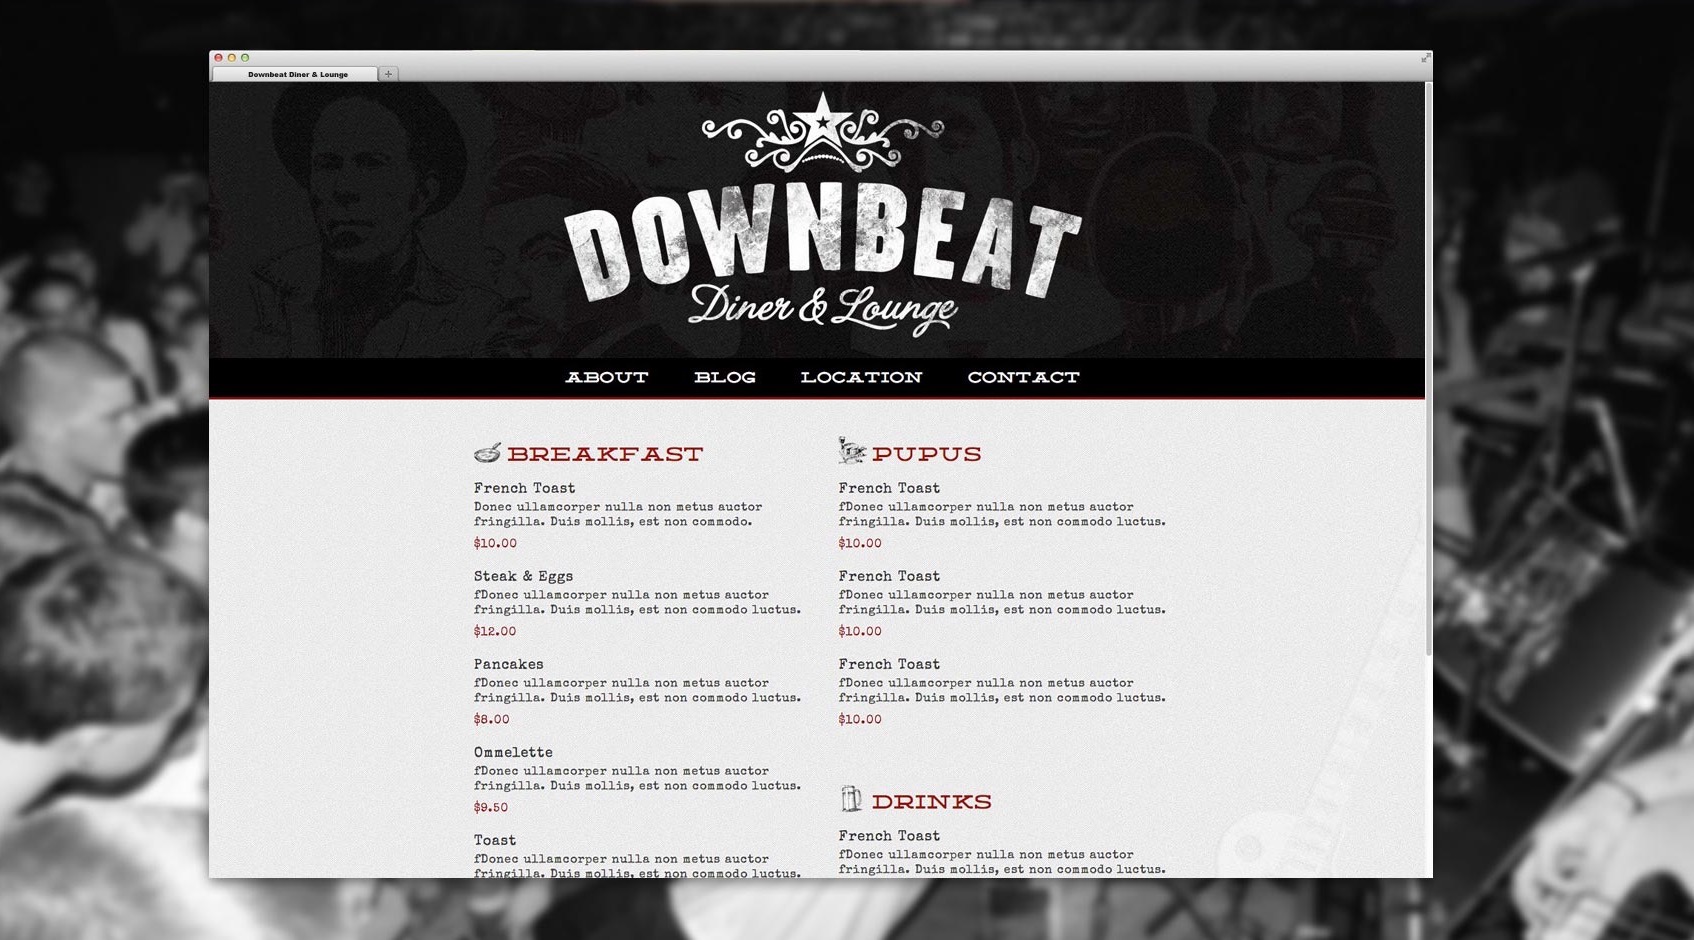 Downbeat Diner & Lounge
DOWNBEAT
Diner & Lounge
ABOUT BLOG LOCATION CONTACT
BREAKFAST
French Toast
Donec ullamcorper nulla non metus auctor
fringilla. Duis mollis, est non commodo.
$10.00
Steak & Eggs
fDonec ullamcorper nulla non metus auctor
fringilla. Duis mollis, est non commodo luctus.
$12.00
Pancakes
fDonec ullamcorper nulla non metus auctor
fringilla. Duis mollis, est non commodo luctus.
$8.00
Ommelette
fDonec ullamcorper nulla non metus auctor
fringilla. Duis mollis, est non commodo luctus.
$9.50
Toast
fDonec ullamcorper nulla non metus auctor
fringilla. Duis mollis, est non commodo luctus.
PUPUS
French Toast
fDonec ullamcorper nulla non metus auctor
fringilla. Duis mollis, est non commodo luctus.
$10.00
French Toast
fDonec ullamcorper nulla non metus auctor
fringilla. Duis mollis, est non commodo luctus.
$10.00
French Toast
fDonec ullamcorper nulla non metus auctor
fringilla. Duis mollis, est non commodo luctus.
$10.00
DRINKS
French Toast
fDonec ullamcorper nulla non metus auctor
fringilla. Duis mollis, est non commodo luctus.